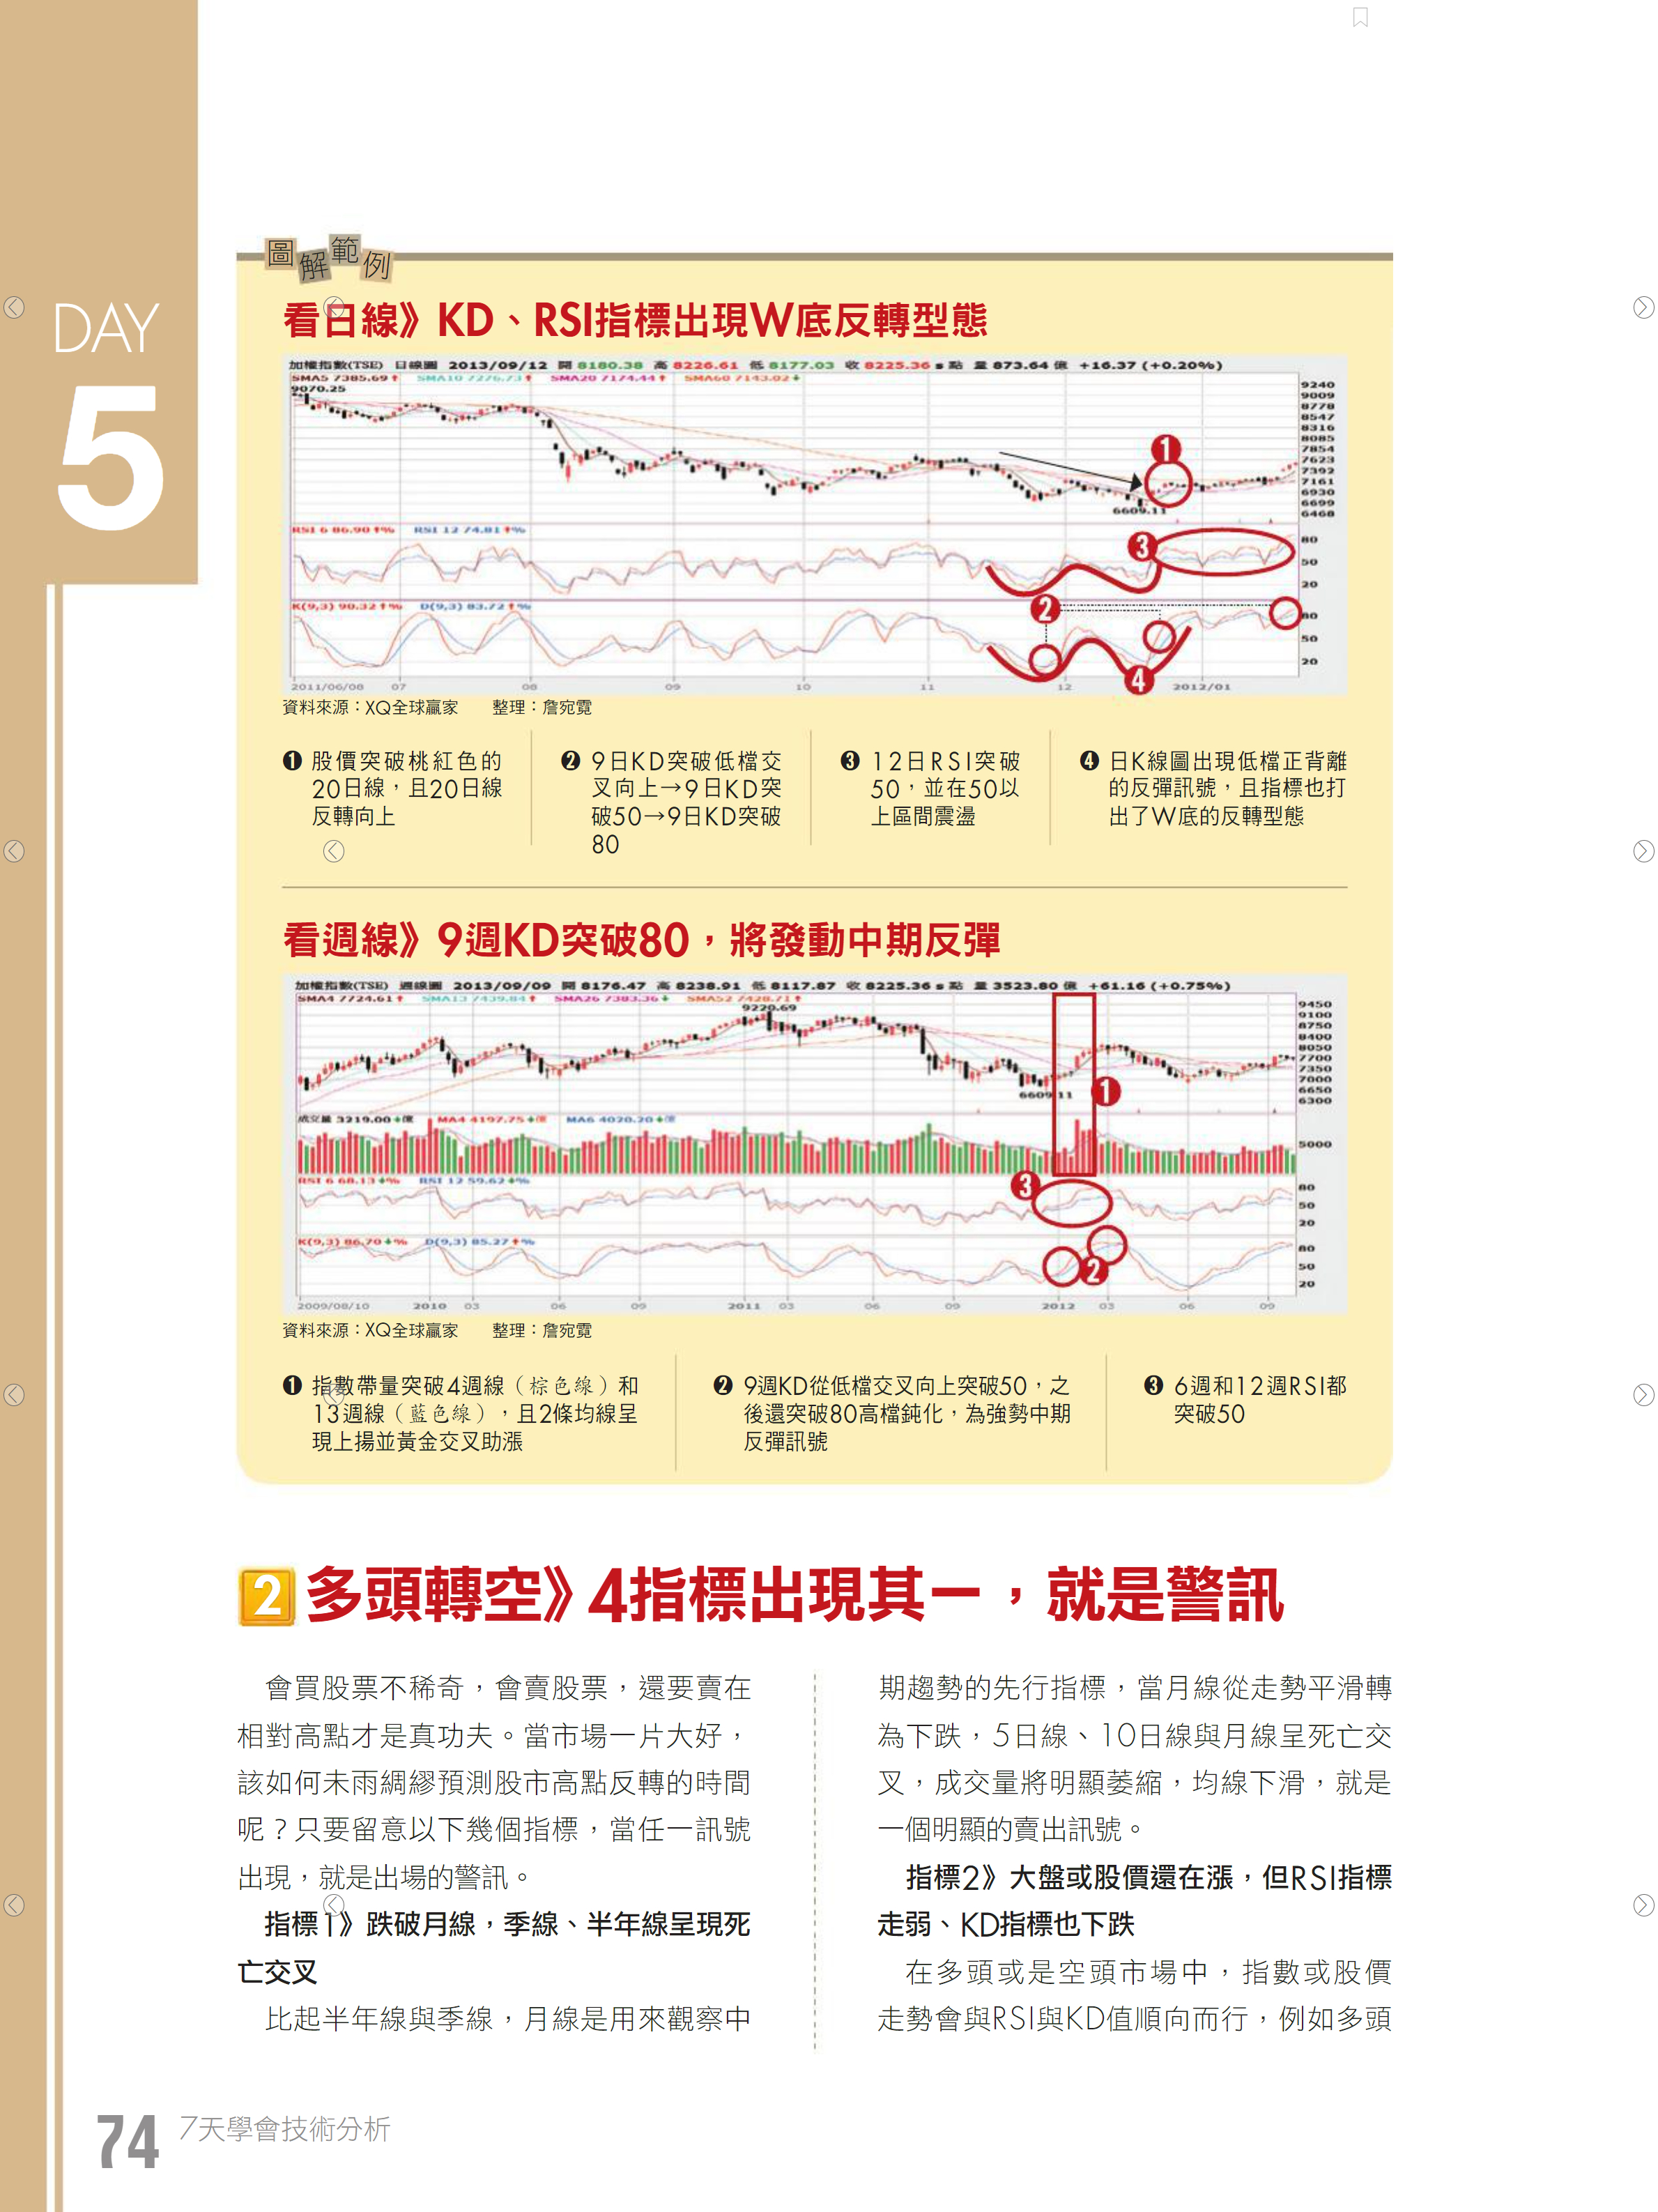 DAY
5
圖解範例
看日線》KD、RSI指標出現W底反轉型態
加權指數(TSE) 日線圖 2013/09/12 開 8180.38 高 8226.61 低 8177.03 收 8225.36 s 點 量 873.64 億 +16.37 (+0.20%)
SMA5 7385.69↑ SMA10 7276.73↑ SMA20 7174.44↑ SMA60 7143.02↓
9070.25
9240
9009
8778
8547
8316
8085
7854
7623
7392
7161
6930
6699
6468
1
6609.11
RSI 6 86.90↑% RSI 12 74.81↑%
80
50
20
3
K(9,3) 90.32↑% D(9,3) 83.72↑%
80
50
20
2
4
2011/06/08 07 08 09 10 11 12 2012/01
資料來源:XQ全球贏家 整理:詹宛霓
❶ 股價突破桃紅色的
20日線,且20日線
反轉向上
❷ 9日KD突破低檔交
叉向上→9日KD突
破50→9日KD突破
80
❸ 12日RSI突破
50,並在50以
上區間震盪
❹ 日K線圖出現低檔正背離
的反彈訊號,且指標也打
出了W底的反轉型態
看週線》9週KD突破80,將發動中期反彈
加權指數(TSE) 週線圖 2013/09/09 開 8176.47 高 8238.91 低 8117.87 收 8225.36 s 點 量 3523.80 億 +61.16 (+0.75%)
SMA4 7724.61↑ SMA13 7439.84↑ SMA26 7383.36↓ SMA52 7428.71↑
9220.69
9450
9100
8750
8400
8050
7700
7350
7000
6650
6300
6609.11
1
成交量 3219.00↓億 MA4 4197.75↓億 MA6 4020.20↓億
5000
RSI 6 68.13↓% RSI 12 59.62↓%
80
50
20
3
K(9,3) 86.70↓% D(9,3) 85.27↑%
80
50
20
2
2009/08/10 2010 03 06 09 2011 03 06 09 2012 03 06 09
資料來源:XQ全球贏家 整理:詹宛霓
❶ 指數帶量突破4週線(棕色線)和
13週線(藍色線),且2條均線呈
現上揚並黃金交叉助漲
❷ 9週KD從低檔交叉向上突破50,之
後還突破80高檔鈍化,為強勢中期
反彈訊號
❸ 6週和12週RSI都
突破50
2 多頭轉空》4指標出現其一,就是警訊
會買股票不稀奇,會賣股票,還要賣在
相對高點才是真功夫。當市場一片大好,
該如何未雨綢繆預測股市高點反轉的時間
呢?只要留意以下幾個指標,當任一訊號
出現,就是出場的警訊。
指標1》跌破月線,季線、半年線呈現死
亡交叉
比起半年線與季線,月線是用來觀察中
期趨勢的先行指標,當月線從走勢平滑轉
為下跌,5日線、10日線與月線呈死亡交
叉,成交量將明顯萎縮,均線下滑,就是
一個明顯的賣出訊號。
指標2》大盤或股價還在漲,但RSI指標
走弱、KD指標也下跌
在多頭或是空頭市場中,指數或股價
走勢會與RSI與KD值順向而行,例如多頭
74 7天學會技術分析